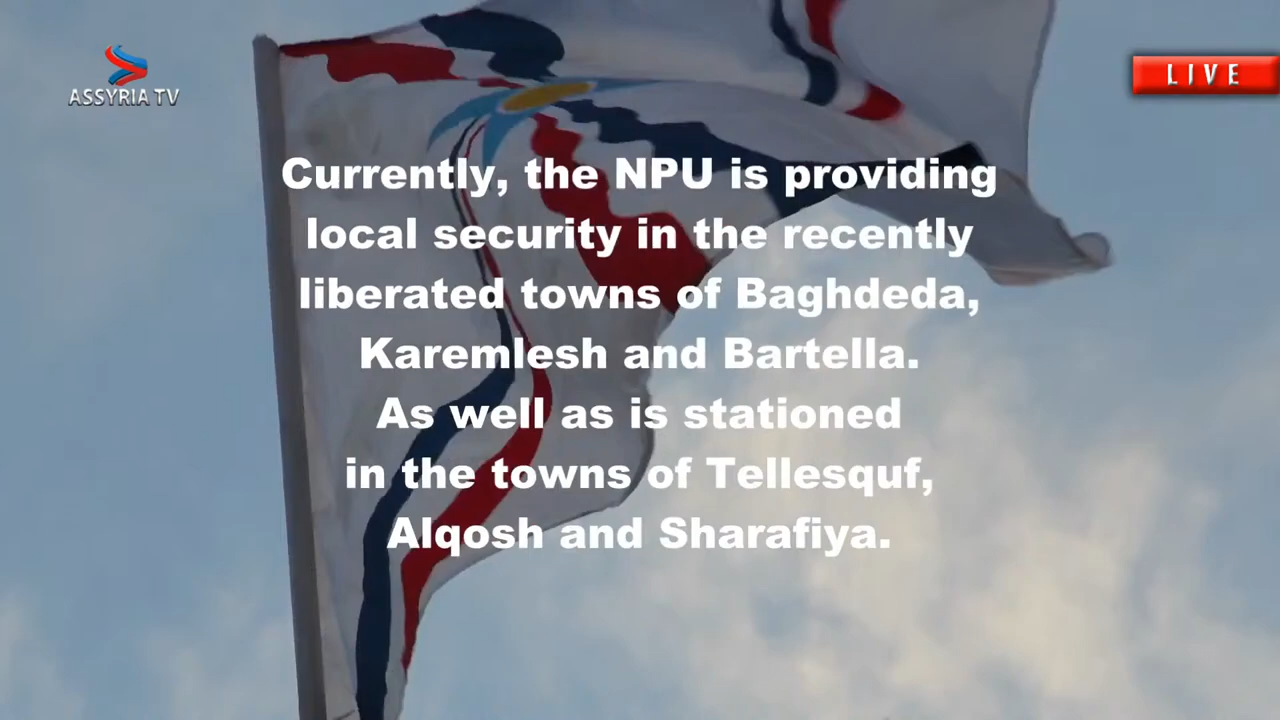 ASSYRIA TV
LIVE
Currently, the NPU is providing
local security in the recently
liberated towns of Baghdeda,
Karemlesh and Bartella.
As well as is stationed
in the towns of Tellesquf,
Alqosh and Sharafiya.